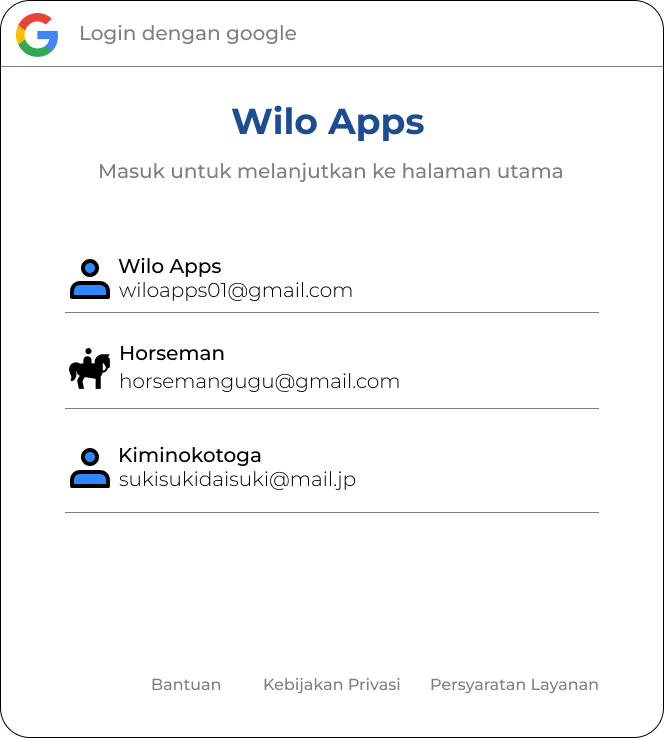 Login dengan google
Wilo Apps
Masuk untuk melanjutkan ke halaman utama
Wilo Apps
wiloapps01@gmail.com
Horseman
horsemangugu@gmail.com
Kiminokotoga
sukisukidaisuki@mail.jp
Bantuan Kebijakan Privasi Persyaratan Layanan